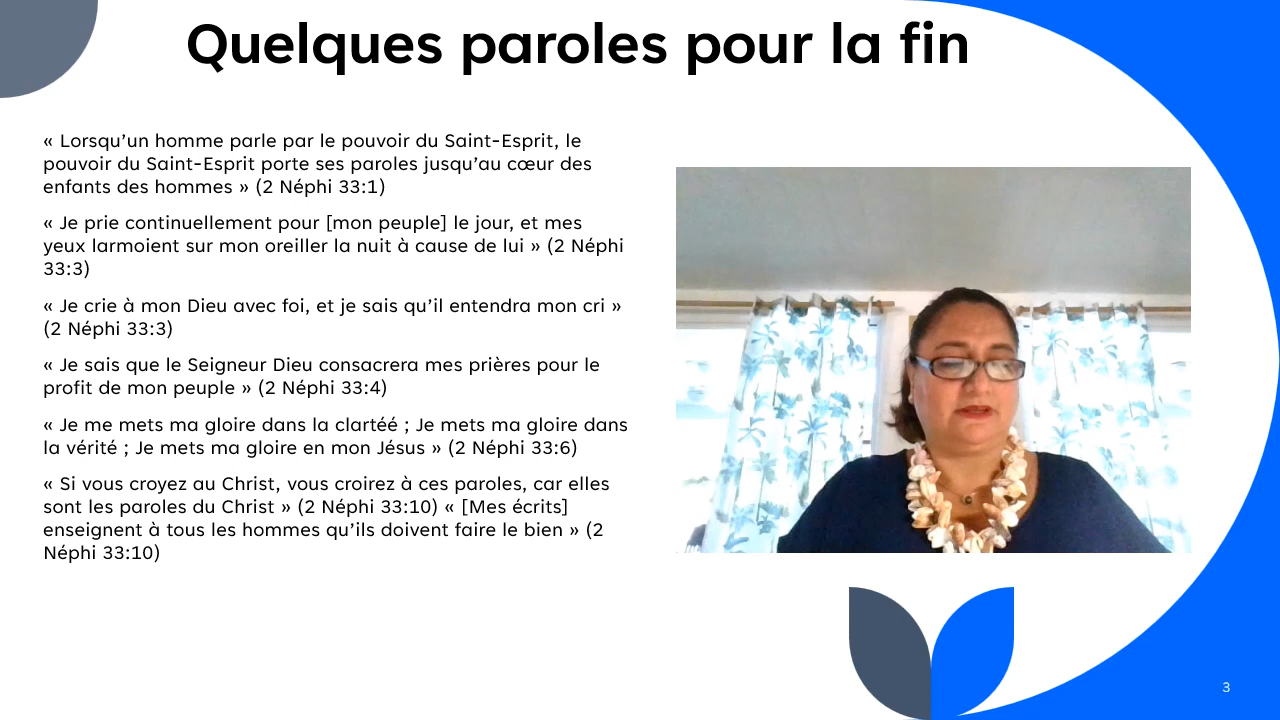 Quelques paroles pour la fin
« Lorsqu’un homme parle par le pouvoir du Saint-Esprit, le
pouvoir du Saint-Esprit porte ses paroles jusqu’au cœur des
enfants des hommes » (2 Néphi 33:1)
« Je prie continuellement pour [mon peuple] le jour, et mes
yeux larmoient sur mon oreiller la nuit à cause de lui » (2 Néphi
33:3)
« Je crie à mon Dieu avec foi, et je sais qu’il entendra mon cri »
(2 Néphi 33:3)
« Je sais que le Seigneur Dieu consacrera mes prières pour le
profit de mon peuple » (2 Néphi 33:4)
« Je me mets ma gloire dans la clartéé ; Je mets ma gloire dans
la vérité ; Je mets ma gloire en mon Jésus » (2 Néphi 33:6)
« Si vous croyez au Christ, vous croirez à ces paroles, car elles
sont les paroles du Christ » (2 Néphi 33:10) « [Mes écrits]
enseignent à tous les hommes qu’ils doivent faire le bien » (2
Néphi 33:10)
3